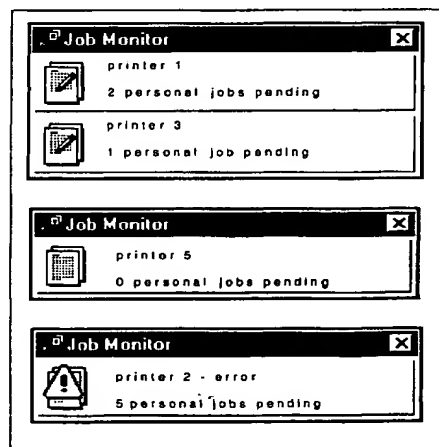 Job Monitor
printer 1
2 personal jobs pending
printer 3
1 personal job pending
Job Monitor
printer 5
0 personal jobs pending
Job Monitor
printer 2 - error
5 personal jobs pending